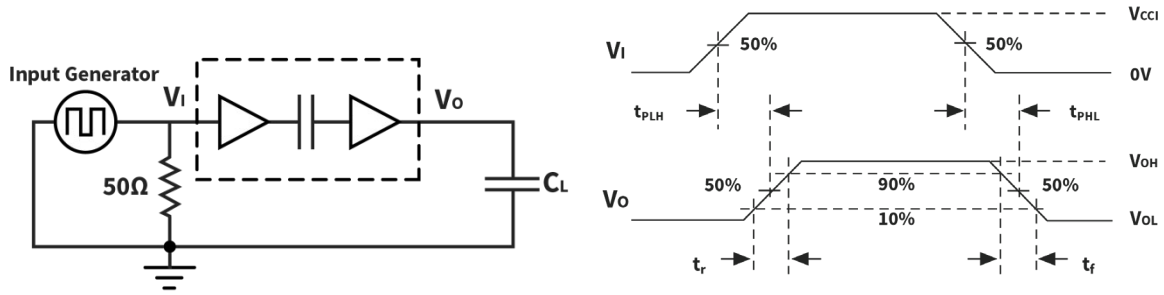 Input Generator
VI
VO
50Ω
CL
VI
50%
50%
VCCI
0V
tPLH
tPHL
VO
50%
90%
50%
10%
VOH
VOL
tr
tf